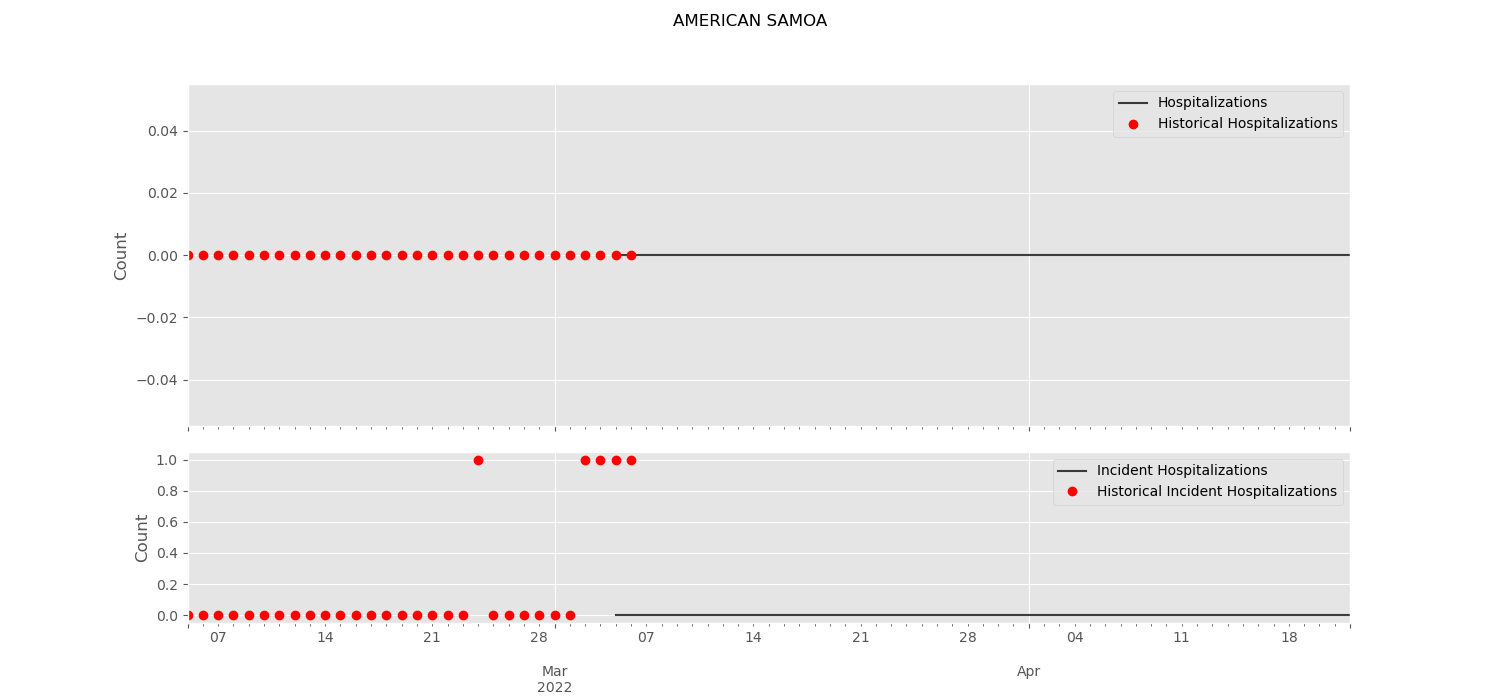 AMERICAN SAMOA
Hospitalizations
Historical Hospitalizations
Count
0.04
0.02
0.00
−0.02
−0.04
Incident Hospitalizations
Historical Incident Hospitalizations
Count
1.0
0.8
0.6
0.4
0.2
0.0
07 14 21 28 07 14 21 28 04 11 18
Mar Apr
2022